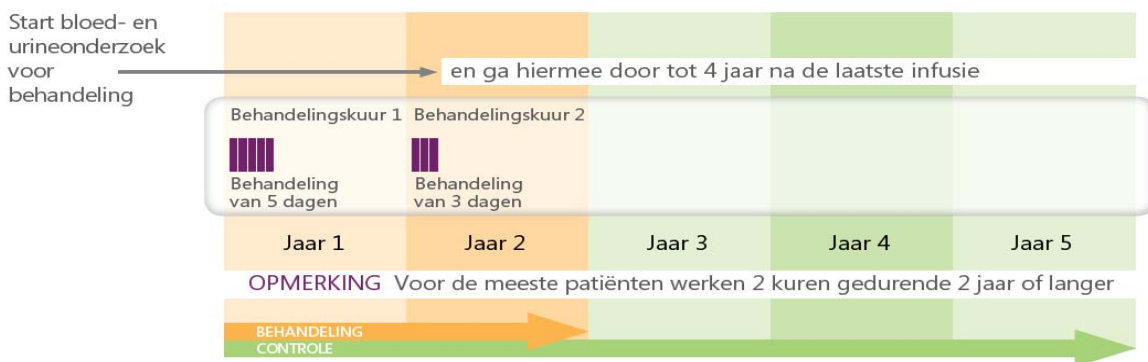 Start bloed- en
urineonderzoek
voor
behandeling
en ga hiermee door tot 4 jaar na de laatste infusie
Behandelingskuur 1
Behandelingskuur 2
Behandeling
van 5 dagen
Behandeling
van 3 dagen
Jaar 1
Jaar 2
Jaar 3
Jaar 4
Jaar 5
OPMERKING Voor de meeste patiënten werken 2 kuren gedurende 2 jaar of langer
BEHANDELING
CONTROLE